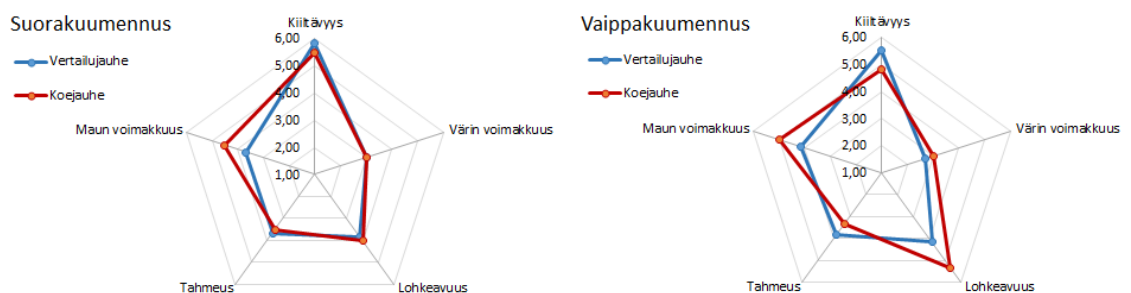 Suorakuumennus
Kiiltävyys
6,00
Vertailujauhe
5,00
Koejauhe
4,00
Maun voimakkuus
3,00
Värin voimakkuus
2,00
1,00
Tahmeus
Lohkeavuus
Vaippakuumennus
Kiiltävyys
6,00
Vertailujauhe
5,00
Koejauhe
4,00
Maun voimakkuus
3,00
Värin voimakkuus
2,00
1,00
Tahmeus
Lohkeavuus